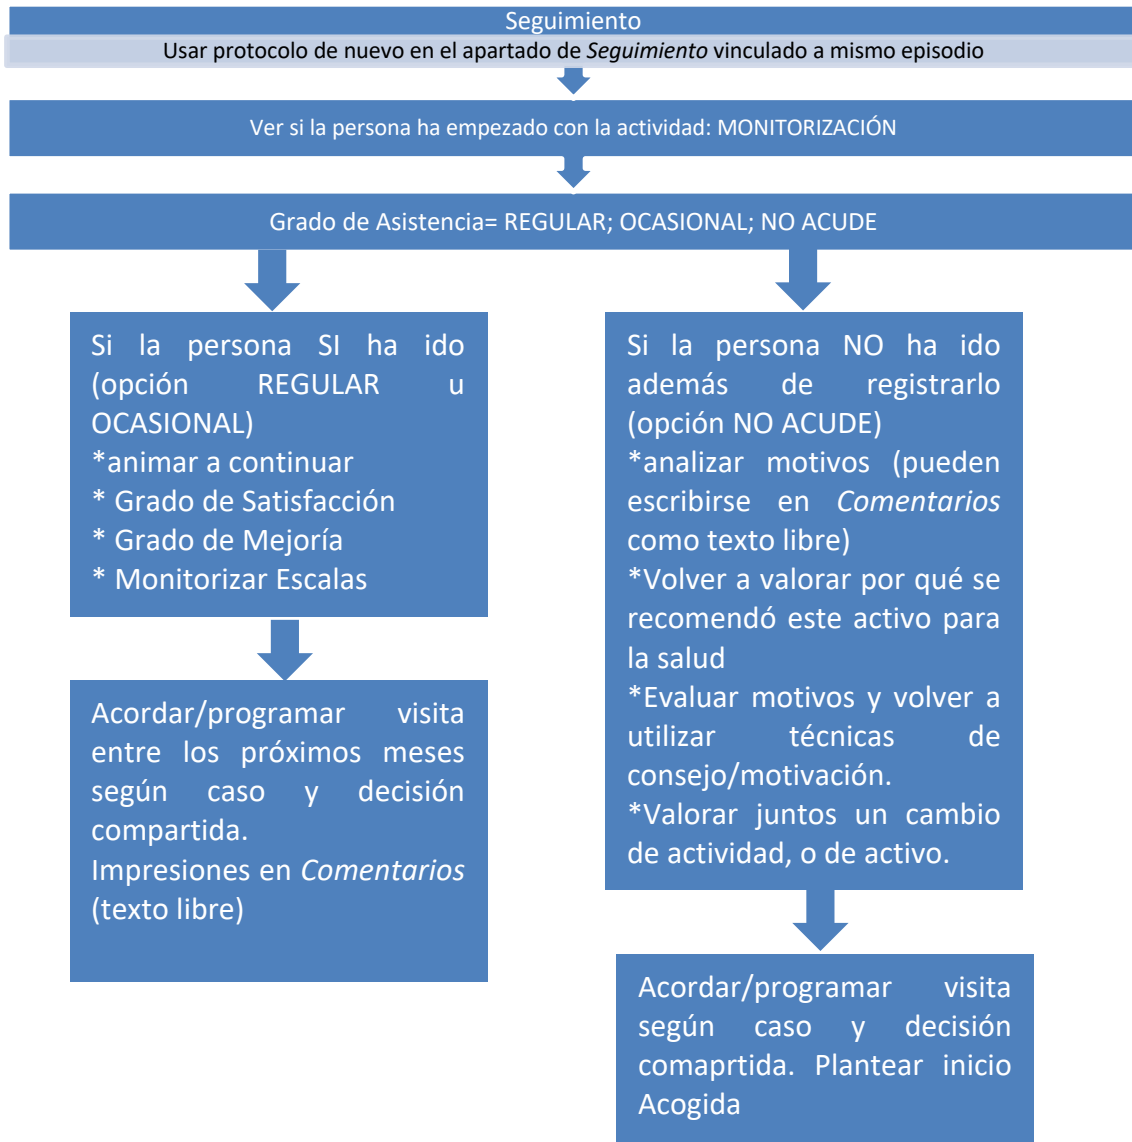 Seguimiento
Usar protocolo de nuevo en el apartado de Seguimiento vinculado a mismo episodio
Ver si la persona ha empezado con la actividad: MONITORIZACIÓN
Grado de Asistencia= REGULAR; OCASIONAL; NO ACUDE
Si la persona SI ha ido
(opción REGULAR u
OCASIONAL)
*animar a continuar
* Grado de Satisfacción
* Grado de Mejoría
* Monitorizar Escalas
Acordar/programar visita
entre los próximos meses
según caso y decisión
compartida.
Impresiones en Comentarios
(texto libre)
Si la persona NO ha ido
además de registrarlo
(opción NO ACUDE)
*analizar motivos (pueden
escribirse en Comentarios
como texto libre)
*Volver a valorar por qué se
recomendó este activo para
la salud
*Evaluar motivos y volver a
utilizar técnicas de
consejo/motivación.
*Valorar juntos un cambio
de actividad, o de activo.
Acordar/programar visita
según caso y decisión
comaprtida. Plantear inicio
Acogida